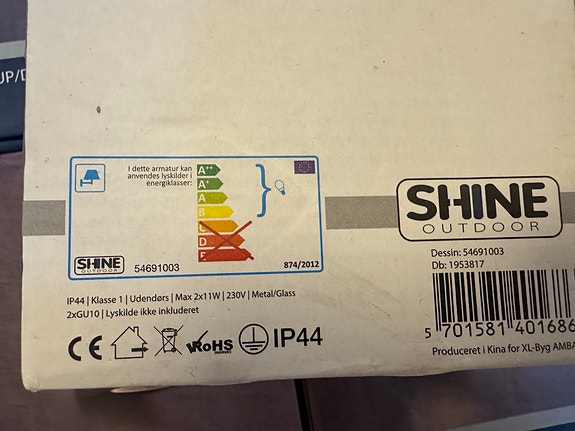 UP/D
I dette armatur kan
anvendes lyskilder i
energiklasser:
A++
A+
A
B
C
D
E
SHINE
OUTDOOR
54691003
874/2012
SHINE
OUTDOOR
Dessin: 54691003
Db: 1953817
IP44 | Klasse 1 | Udendørs | Max 2x11W | 230V | Metal/Glass
2xGU10 | Lyskilde ikke inkluderet
CE
RoHS
IP44
5 701581 401686
Produceret i Kina for XL-Byg AMBA